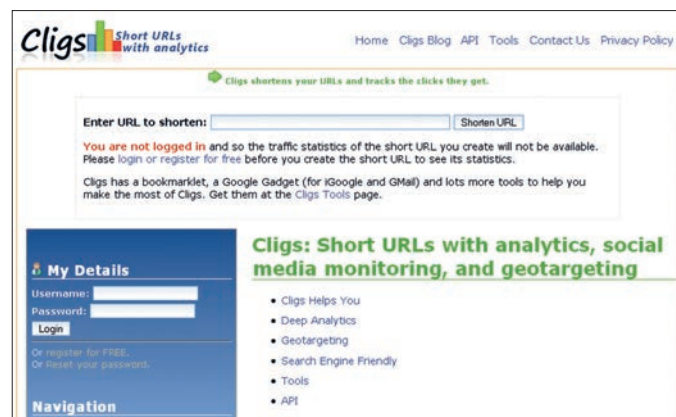 Cligs Short URLs
with analytics
Home Cligs Blog API Tools Contact Us Privacy Policy
Cligs shortens your URLs and tracks the clicks they get.
Enter URL to shorten: Shorten URL
You are not logged in and so the traffic statistics of the short URL you create will not be available.
Please login or register for free before you create the short URL to see its statistics.
Cligs has a bookmarklet, a Google Gadget (for iGoogle and GMail) and lots more tools to help you
make the most of Cligs. Get them at the Cligs Tools page.
My Details
Username:
Password:
Login
Or register for FREE.
Or Reset your password.
Navigation
Cligs: Short URLs with analytics, social
media monitoring, and geotargeting
• Cligs Helps You
• Deep Analytics
• Geotargeting
• Search Engine Friendly
• Tools
• API